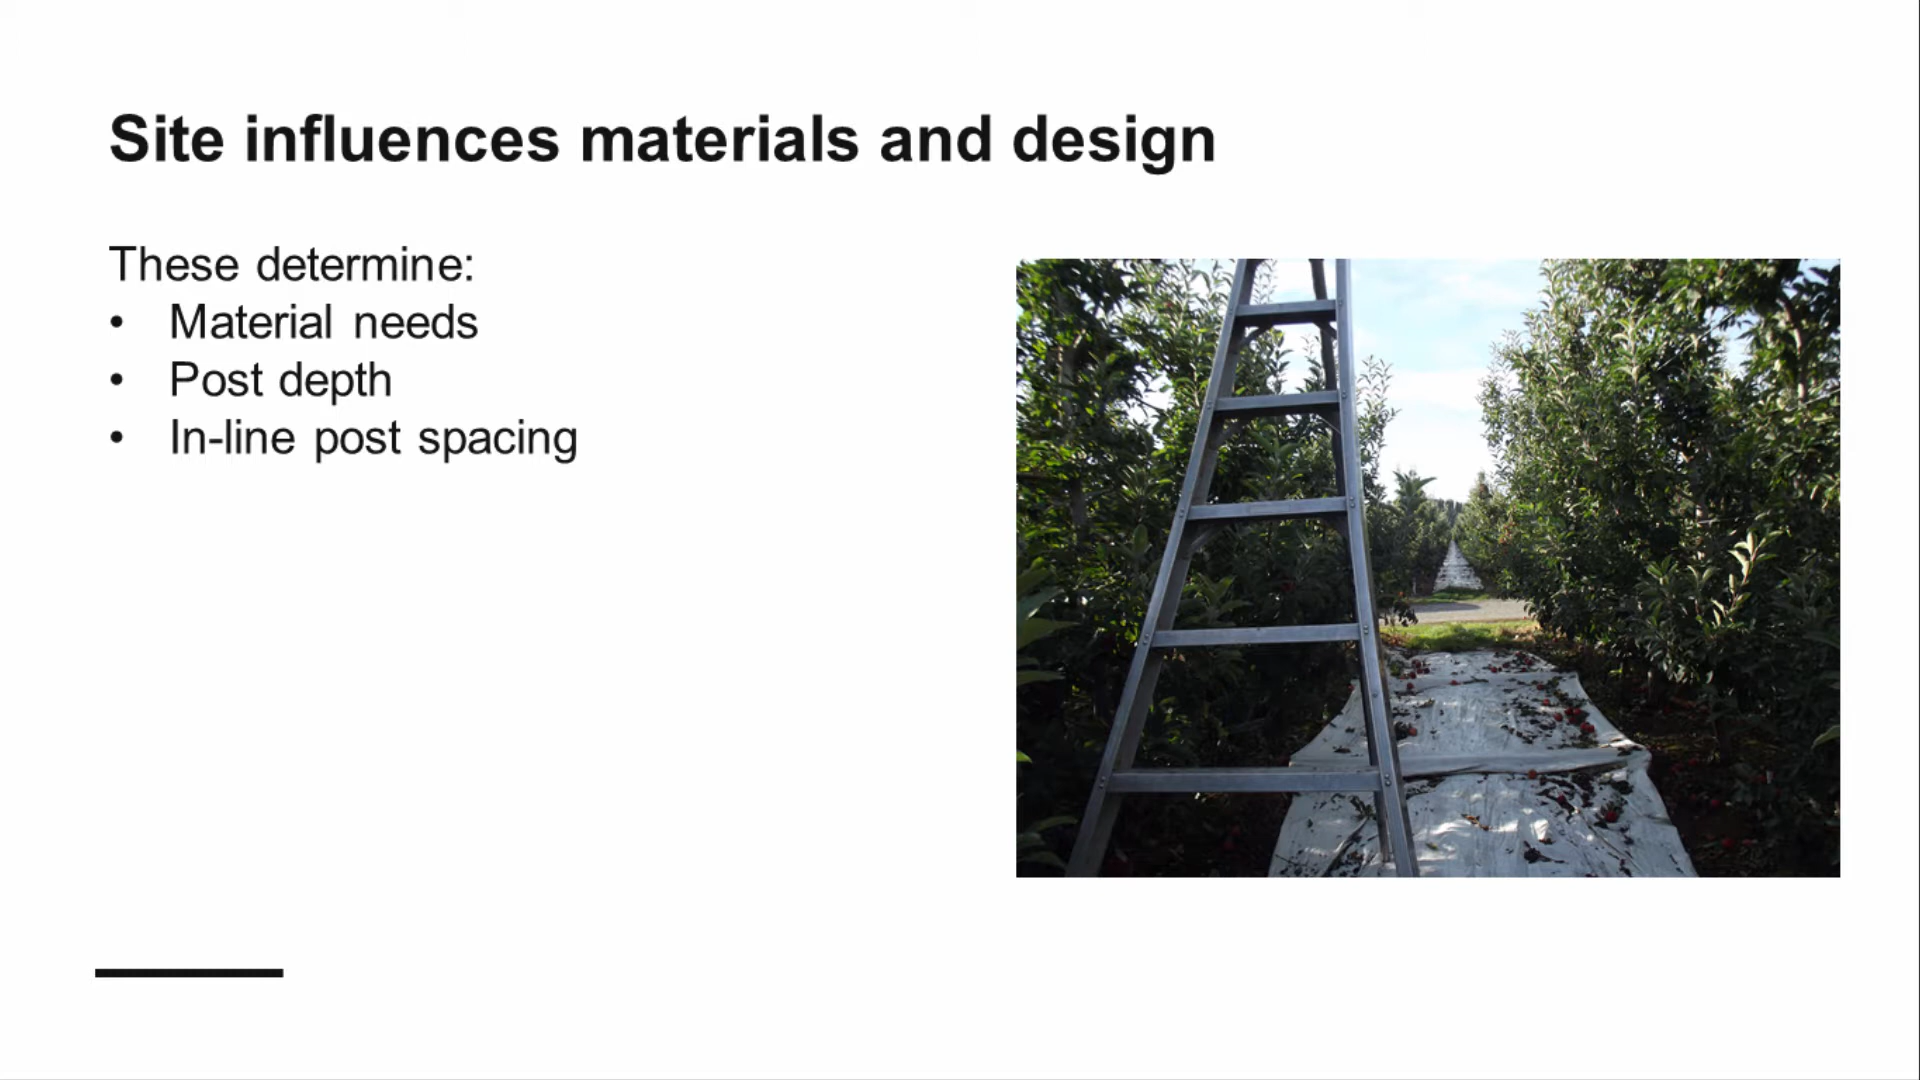 Site influences materials and design
These determine:
• Material needs
• Post depth
• In-line post spacing